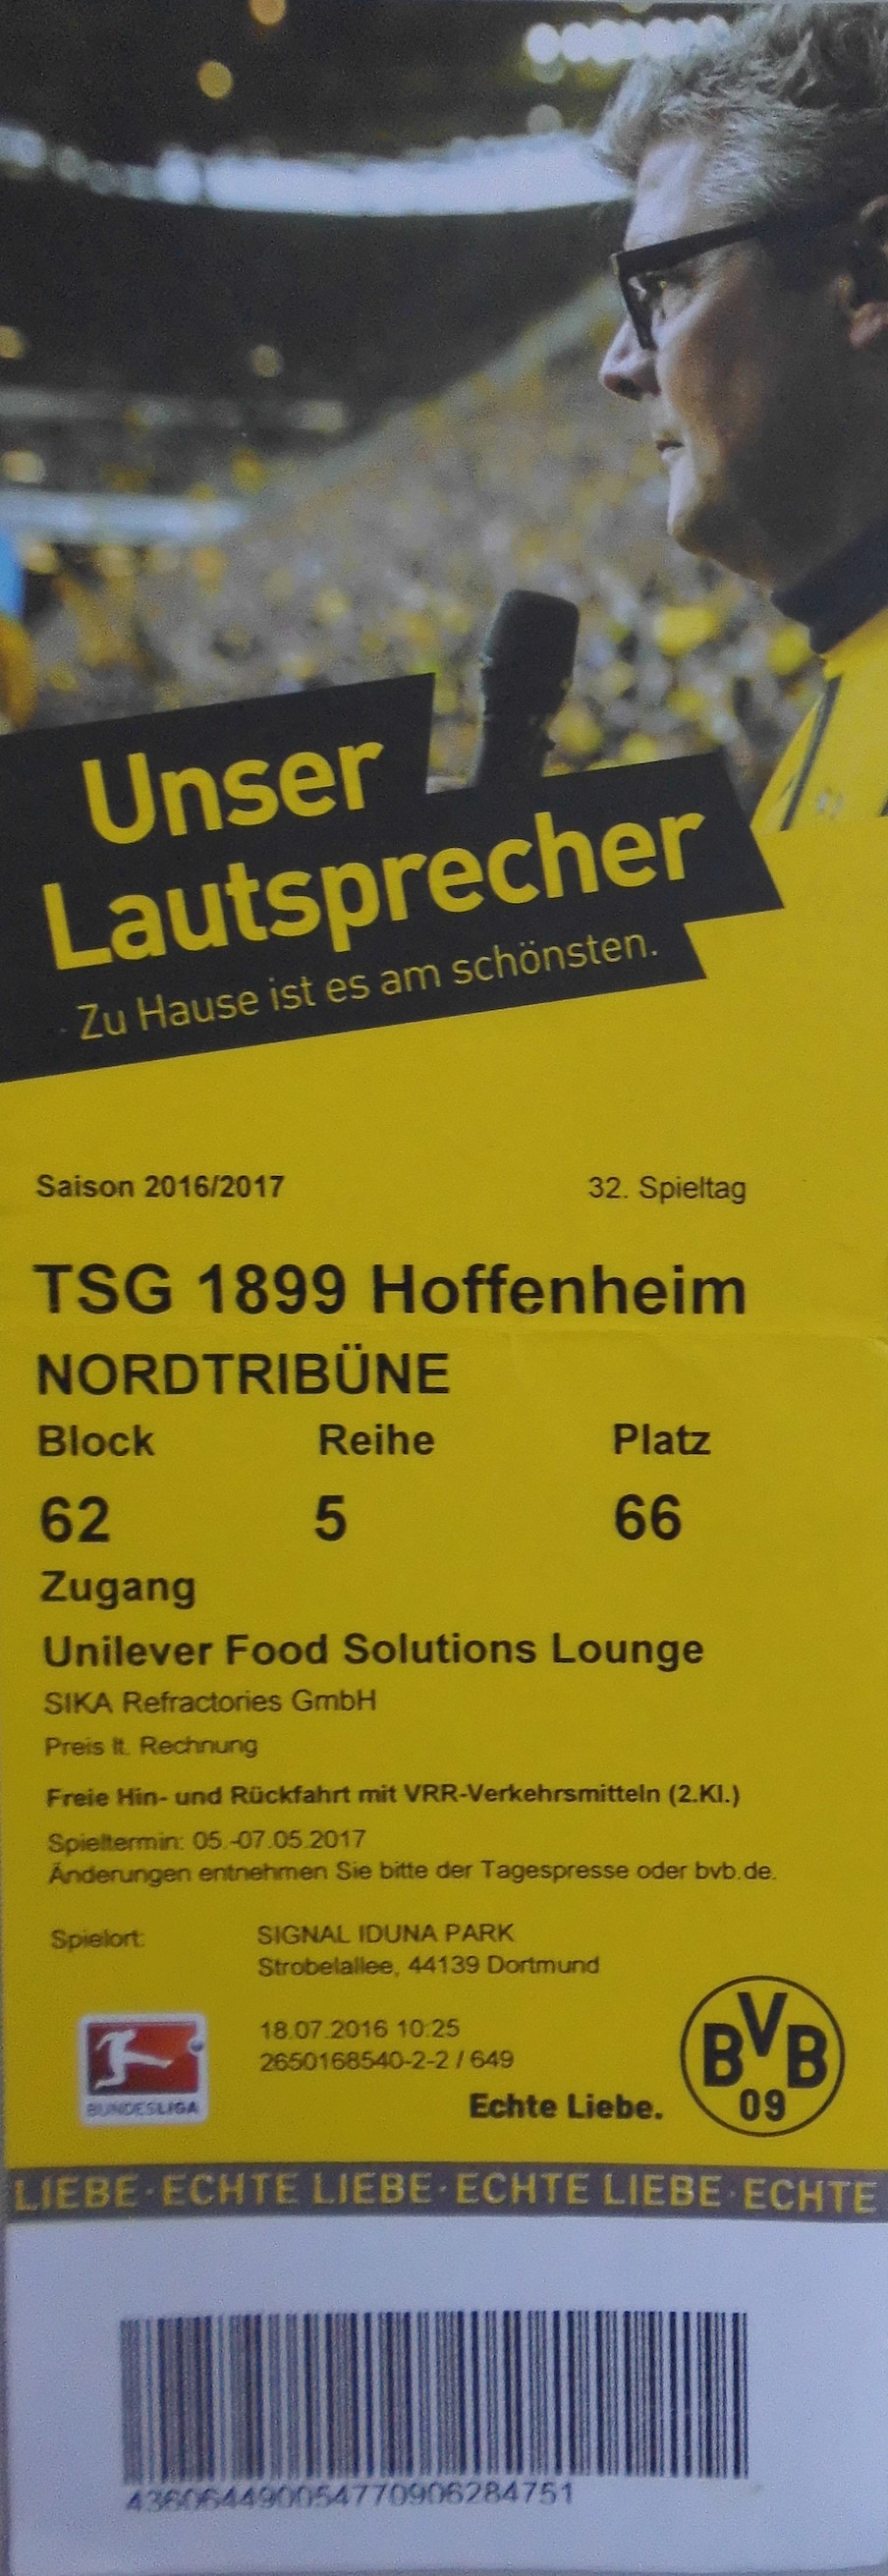 Unser
Lautsprecher
Zu Hause ist es am schönsten.
Saison 2016/2017 32. Spieltag
TSG 1899 Hoffenheim
NORDTRIBÜNE
Block Reihe Platz
62 5 66
Zugang
Unilever Food Solutions Lounge
SIKA Refractories GmbH
Preis lt. Rechnung
Freie Hin- und Rückfahrt mit VRR-Verkehrsmitteln (2.Kl.)
Spieltermin: 05.-07.05.2017
Änderungen entnehmen Sie bitte der Tagespresse oder bvb.de.
Spielort: SIGNAL IDUNA PARK
Strobelallee, 44139 Dortmund
18.07.2016 10:25
2650168540-2-2 / 649
BUNDESLIGA
Echte Liebe.
BVB
09
LIEBE · ECHTE LIEBE · ECHTE LIEBE · ECHTE
4360644900547709062847​51